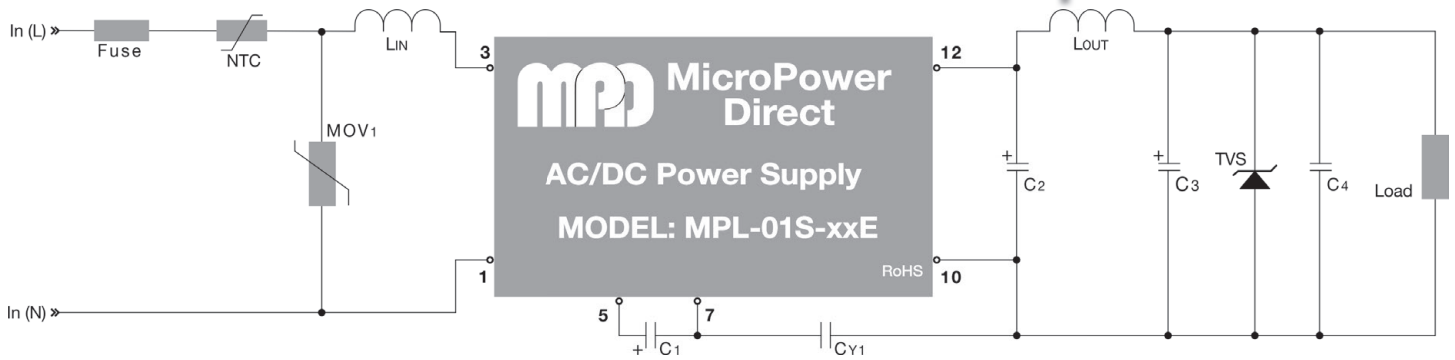 In (L)
Fuse
NTC
LIN
MOV1
In (N)
3
1
MPD
MicroPower
Direct
AC/DC Power Supply
MODEL: MPL-01S-xxE
RoHS
12
10
5
7
+
C1
CY1
LOUT
+
C2
+
C3
TVS
C4
Load